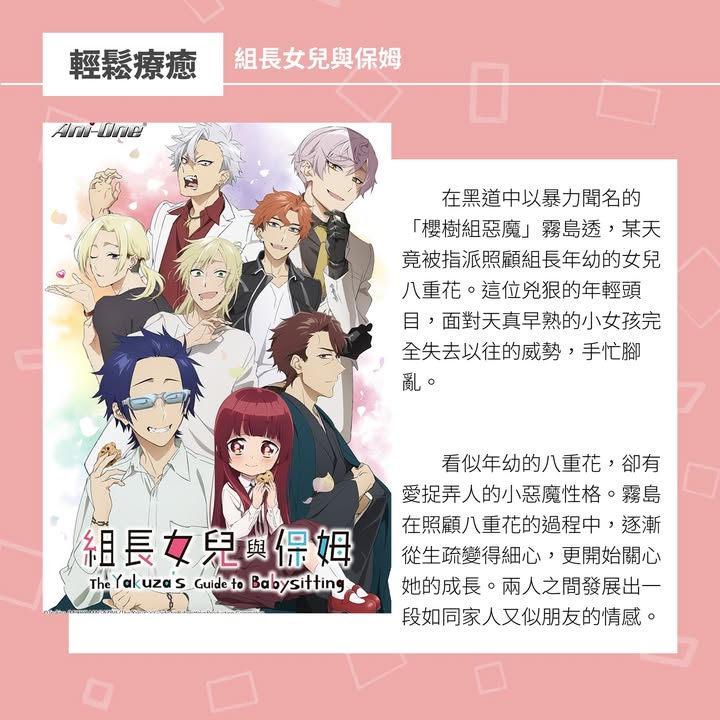 輕鬆療癒
組長女兒與保姆
Ani-One
在黑道中以暴力聞名的
「櫻樹組惡魔」霧島透，某天
竟被指派照顧組長年幼的女兒
八重花。這位兇狠的年輕頭
目，面對天真早熟的小女孩完
全失去以往的威勢，手忙腳
亂。
看似年幼的八重花，卻有
愛捉弄人的小惡魔性格。霧島
在照顧八重花的過程中，逐漸
從生疏變得細心，更開始關心
她的成長。兩人之間發展出一
段如同家人又似朋友的情感。
組長女兒與保姆
The Yakuza's Guide to Babysitting